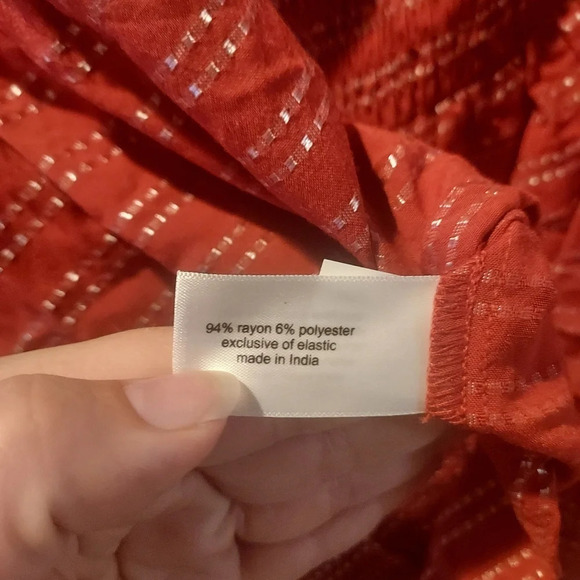 94% rayon 6% polyester
exclusive of elastic
made in India